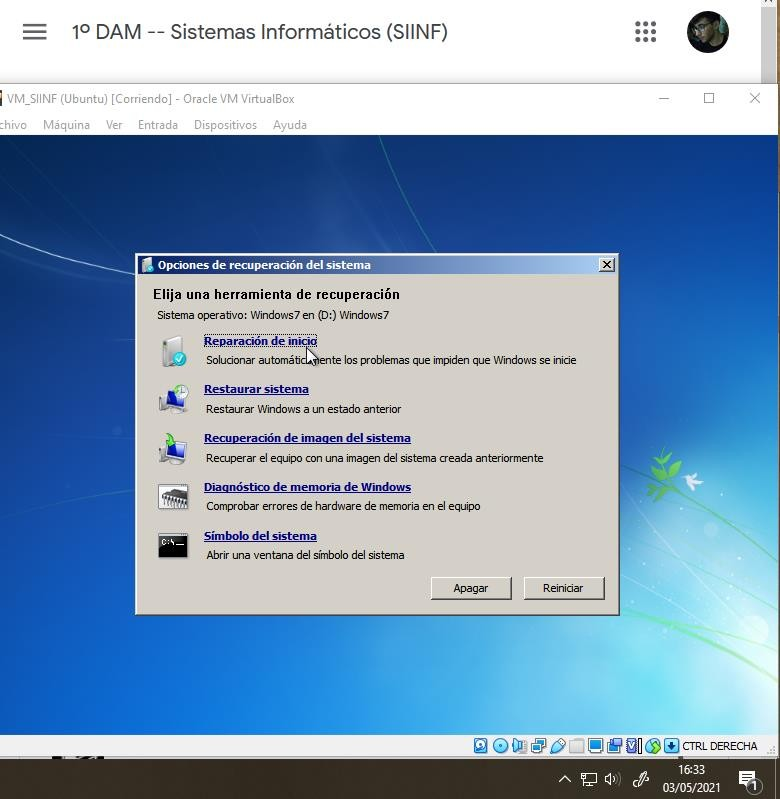 1º DAM -- Sistemas Informáticos (SIINF)
VM_SIINF (Ubuntu) [Corriendo] - Oracle VM VirtualBox
chivo Máquina Ver Entrada Dispositivos Ayuda
Opciones de recuperación del sistema
Elija una herramienta de recuperación
Sistema operativo: Windows7 en (D:) Windows7
Reparación de inicio
Solucionar automáticamente los problemas que impiden que Windows se inicie
Restaurar sistema
Restaurar Windows a un estado anterior
Recuperación de imagen del sistema
Recuperar el equipo con una imagen del sistema creada anteriormente
Diagnóstico de memoria de Windows
Comprobar errores de hardware de memoria en el equipo
C:\_
Símbolo del sistema
Abrir una ventana del símbolo del sistema
Apagar Reiniciar
CTRL DERECHA
16:33
03/05/2021
1